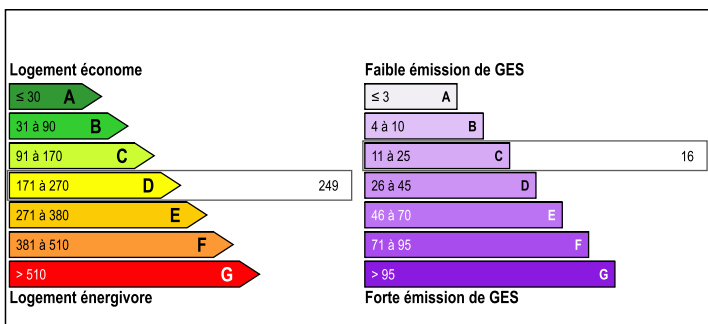 Logement économe
≤ 30 A
31 à 90 B
91 à 170 C
171 à 270 D 249
271 à 380 E
381 à 510 F
> 510 G
Logement énergivore
Faible émission de GES
≤ 3 A
4 à 10 B
11 à 25 C 16
26 à 45 D
46 à 70 E
71 à 95 F
> 95 G
Forte émission de GES